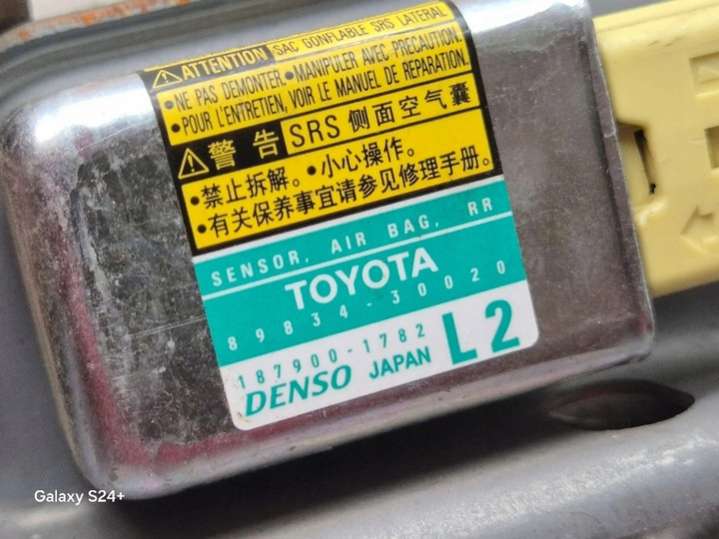 ATTENTION SAC GONFLABLE SRS LATERAL
•NE PAS DEMONTER.•MANIPULER AVEC PRECAUTION.
•POUR L'ENTRETIEN, VOIR LE MANUEL DE REPARATION.
警告 SRS 侧面空气囊
•禁止拆解。•小心操作。
•有关保养事宜请参见修理手册。
SENSOR, AIR BAG, RR
TOYOTA
89834-30020
187900-1782
DENSO JAPAN L2
Galaxy S24+